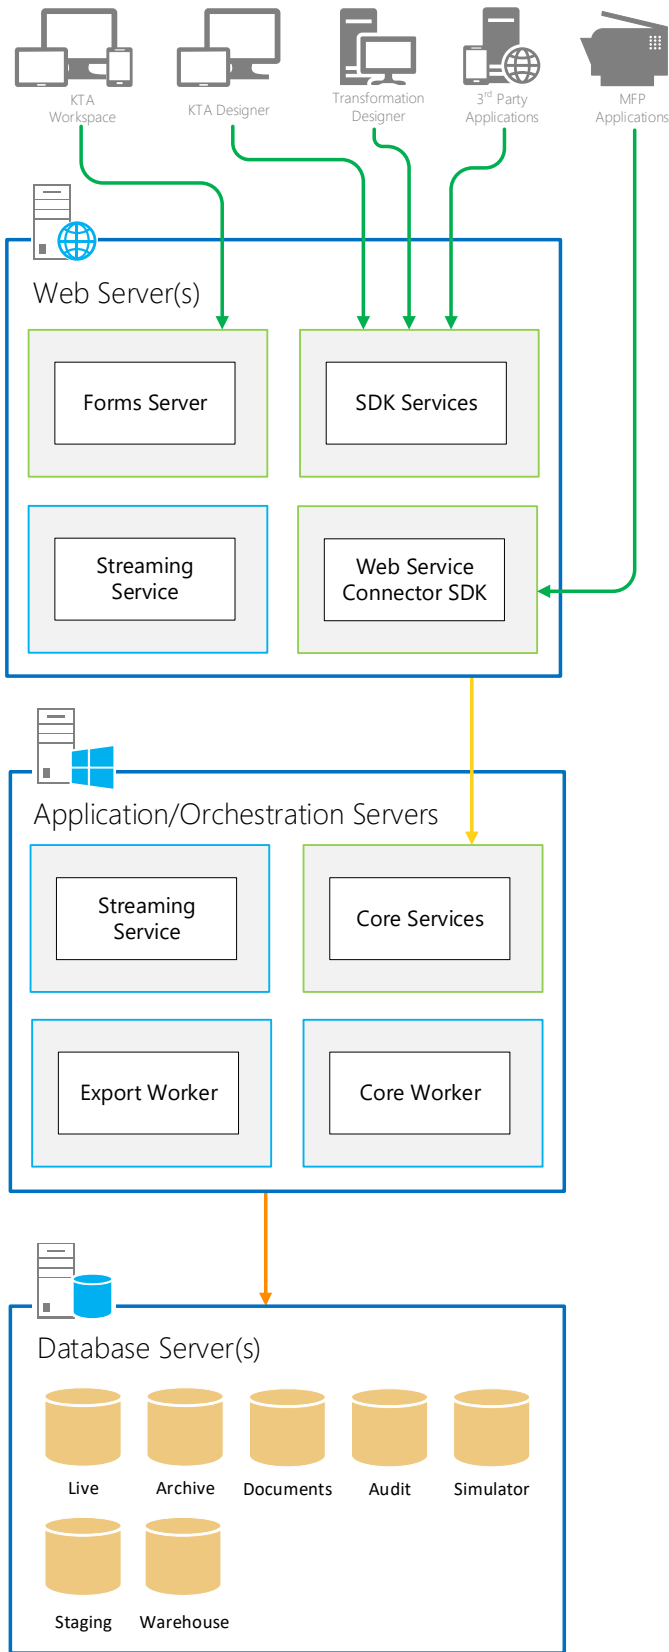 KTA
Workspace
KTA Designer
Transformation
Designer
3rd Party
Applications
MFP
Applications
Web Server(s)
Forms Server
SDK Services
Streaming
Service
Web Service
Connector SDK
Application/Orchestration Servers
Streaming
Service
Core Services
Export Worker
Core Worker
Database Server(s)
Live
Archive
Documents
Audit
Simulator
Staging
Warehouse